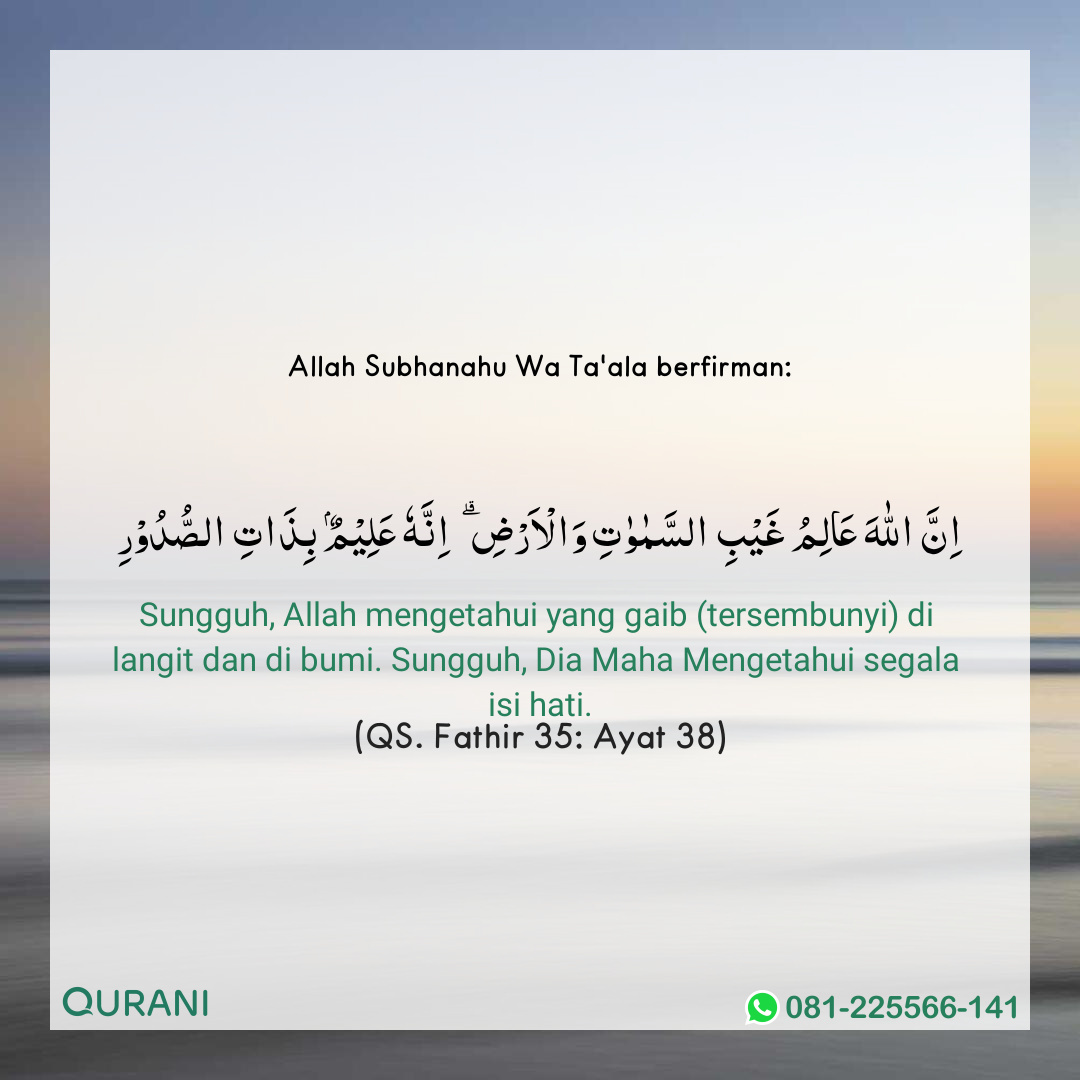 Allah Subhanahu Wa Ta'ala berfirman:
اِنَّ اللّٰهَ عَالِمُ غَيْبِ السَّمٰوٰتِ وَالْاَرْضِۗ اِنَّهٗ عَلِيْمٌۢ بِذَاتِ الصُّدُوْرِ
Sungguh, Allah mengetahui yang gaib (tersembunyi) di
langit dan di bumi. Sungguh, Dia Maha Mengetahui segala
isi hati.
(QS. Fathir 35: Ayat 38)
QURANI
081-225566-141